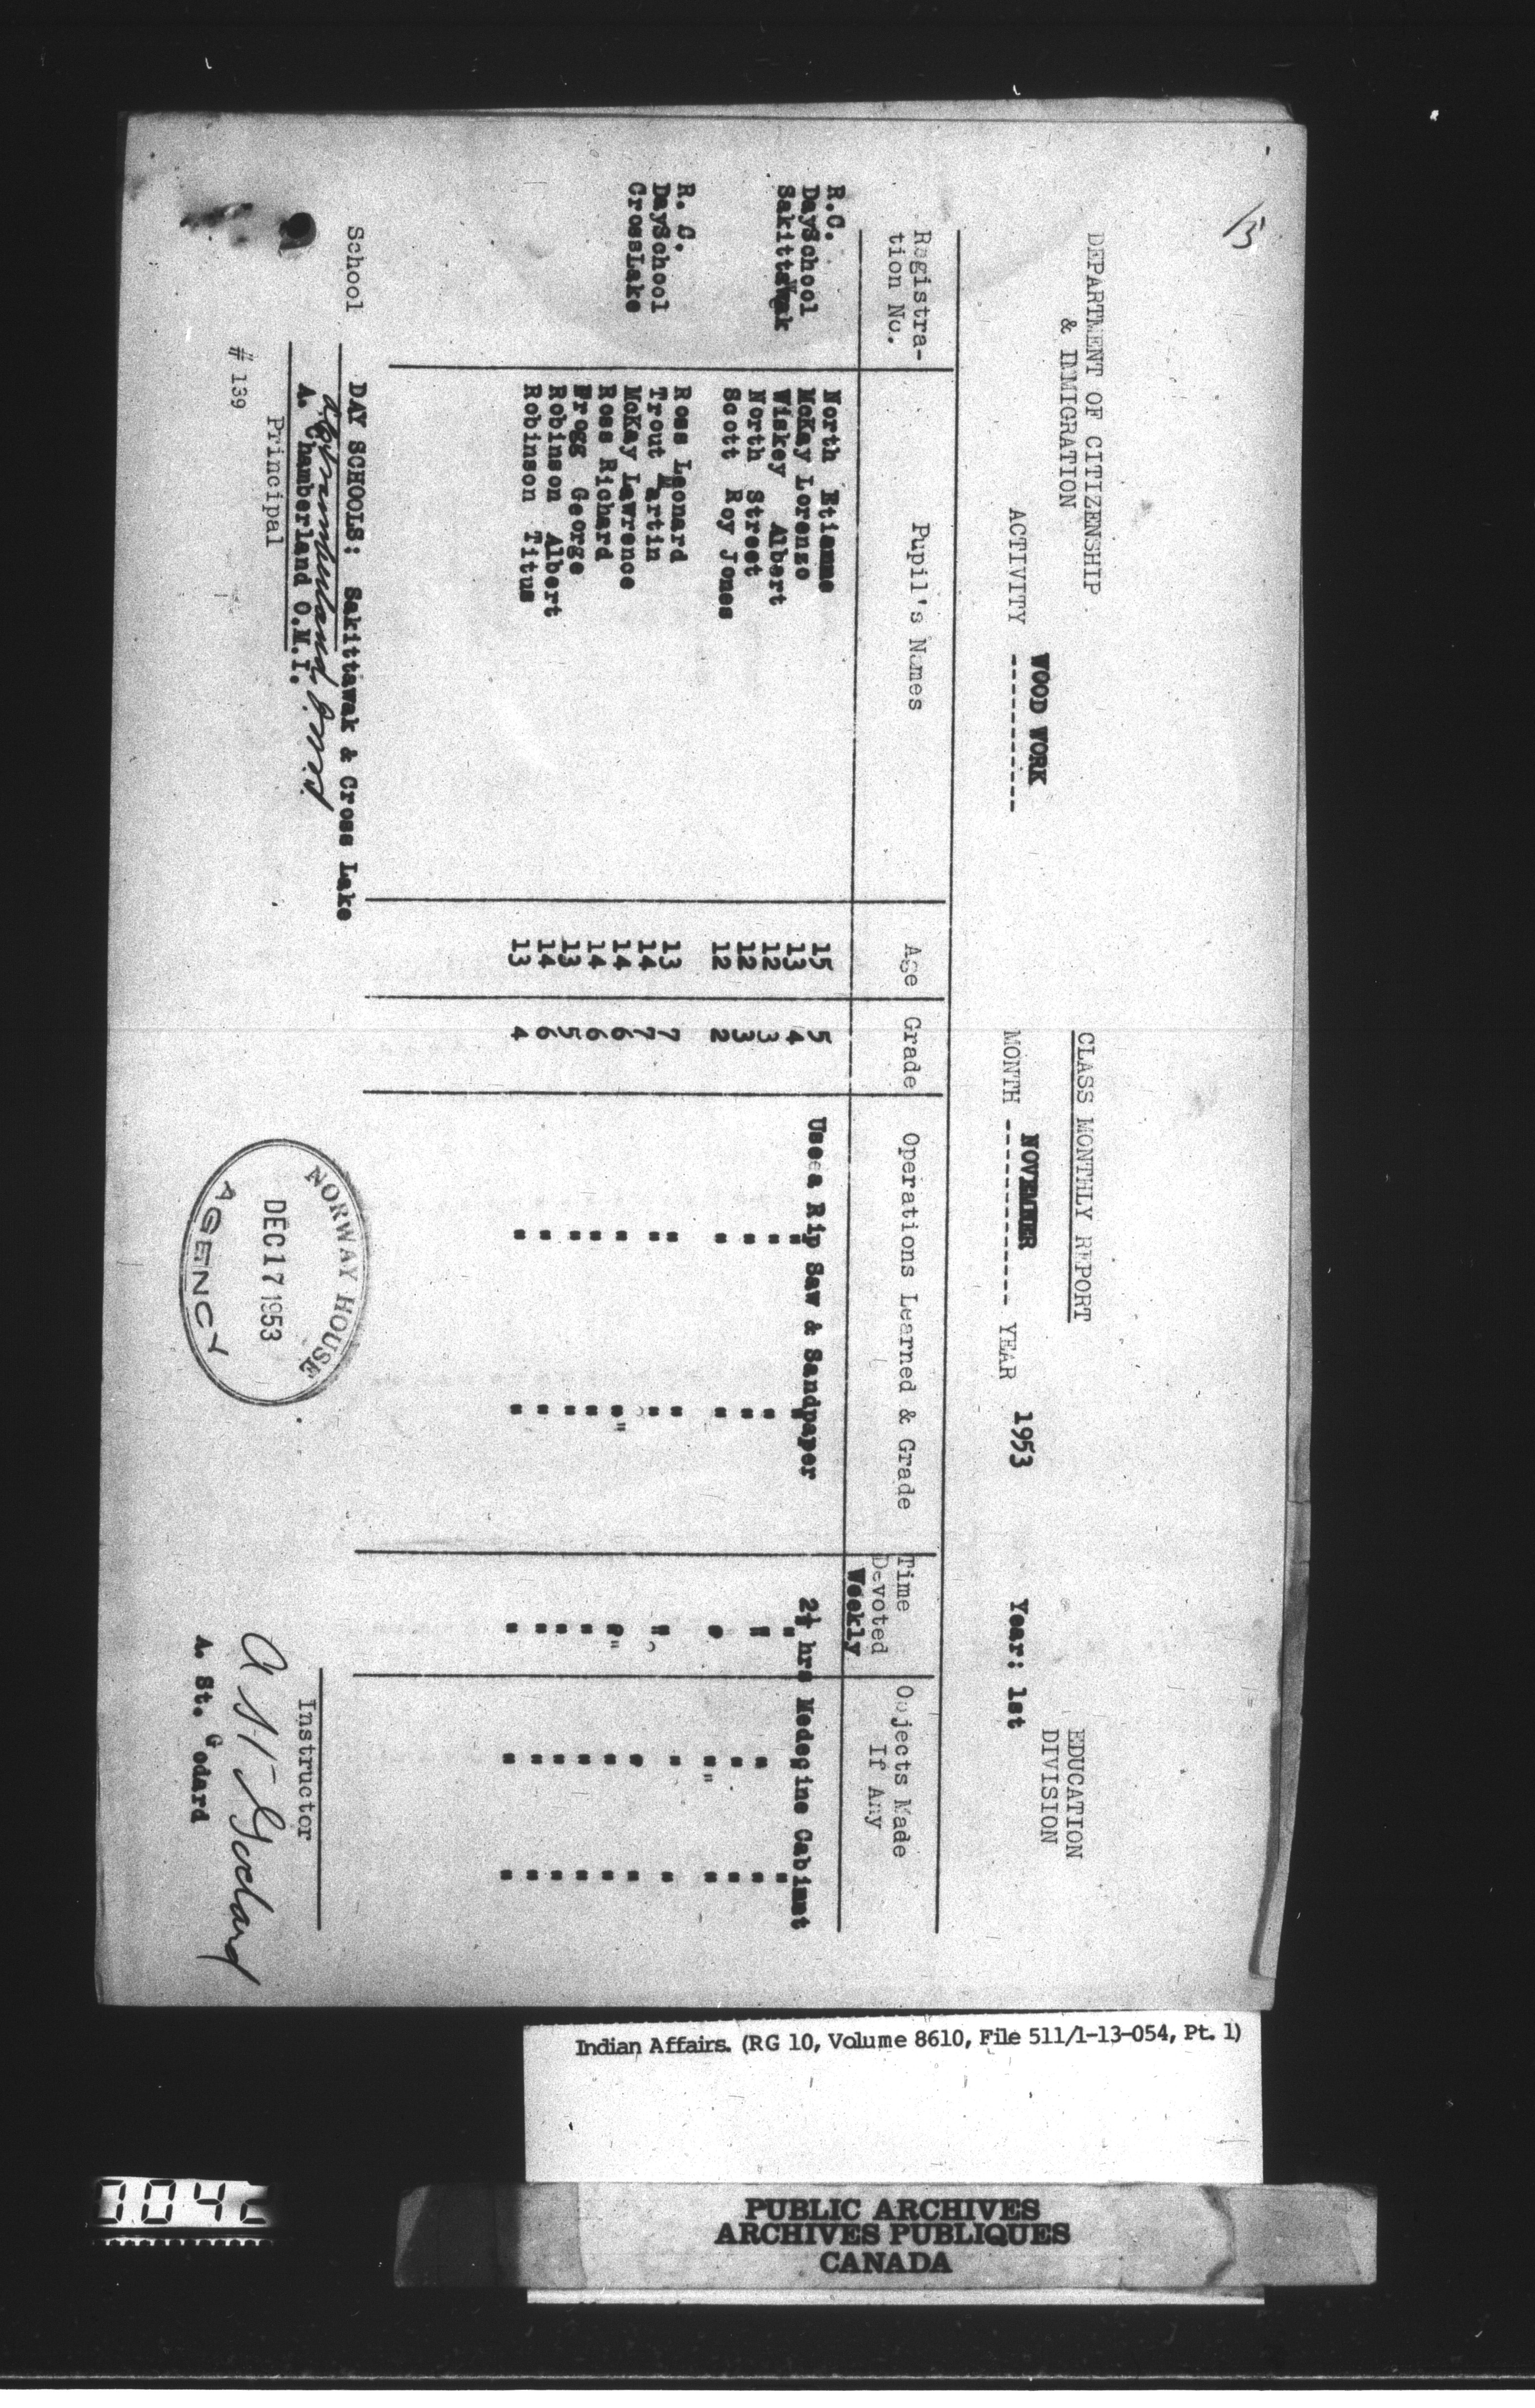 15
DEPARTMENT OF CITIZENSHIP
& IMMIGRATION
EDUCATION
DIVISION
CLASS MONTHLY REPORT
ACTIVITY WOOD WORK MONTH NOVEMBER YEAR 1953 Year: 1st
Registra-
tion No. Pupil's Names Age Grade Operations Learned & Grade Time
Devoted
Weekly Objects Made
If Any
R.C.
DaySchool
Sakittawak
North Etienne 15 5 Use a Rip Saw & Sandpaper 2½ hrs Medecine Cabinet
McKay Lorenzo 13 4 " " " "
Wiskey Albert 12 3 " " " " "
North Street 12 3 " " " "
Scott Roy Jones 12 2 " " " " "
R. C.
DaySchool
CrossLake
Ross Leonard 13 7 " " " " "
Trout Martin 14 7 " "
McKay Lawrence 14 6 " " " " "
Ross Richard 14 6 " " " " "
Frogg George 13 5 " " " " "
Robinson Albert 14 6 " " " " "
Robinson Titus 13 4 " " " " "
School DAY SCHOOLS: Sakittawak & Cross Lake
A. Chamberland O.M.I.
A. Chamberland O.M.I.
Principal
# 139
NORWAY HOUSE
DEC 17 1953
AGENCY
Instructor
A St-Godard
A. St. Godard
Indian Affairs. (RG 10, Volume 8610, File 511/1-13-054, Pt. 1)
PUBLIC ARCHIVES
ARCHIVES PUBLIQUES
CANADA